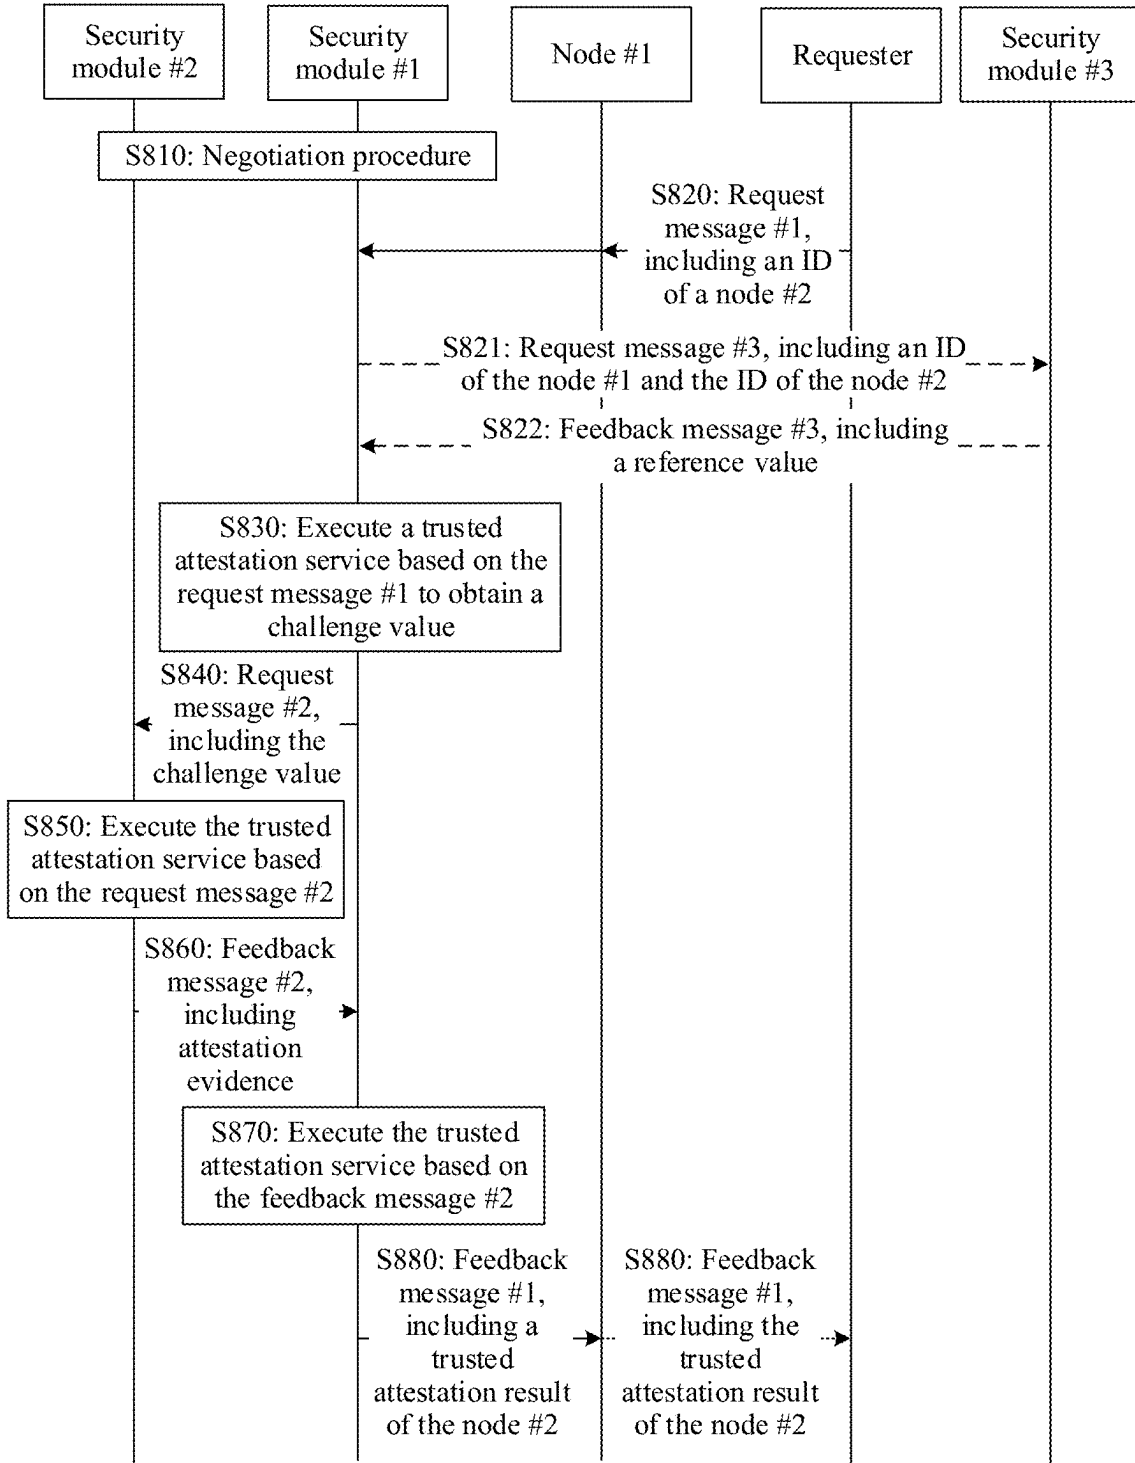 Security
module #2
Security
module #1
Node #1
Requester
Security
module #3
S810: Negotiation procedure
S820: Request
message #1,
including an ID
of a node #2
S821: Request message #3, including an ID
of the node #1 and the ID of the node #2
S822: Feedback message #3, including
a reference value
S830: Execute a trusted
attestation service based on the
request message #1 to obtain a
challenge value
S840: Request
message #2,
including the
challenge value
S850: Execute the trusted
attestation service based
on the request message #2
S860: Feedback
message #2,
including
attestation
evidence
S870: Execute the trusted
attestation service based on
the feedback message #2
S880: Feedback
message #1,
including a
trusted
attestation result
of the node #2
S880: Feedback
message #1,
including the
trusted
attestation result
of the node #2